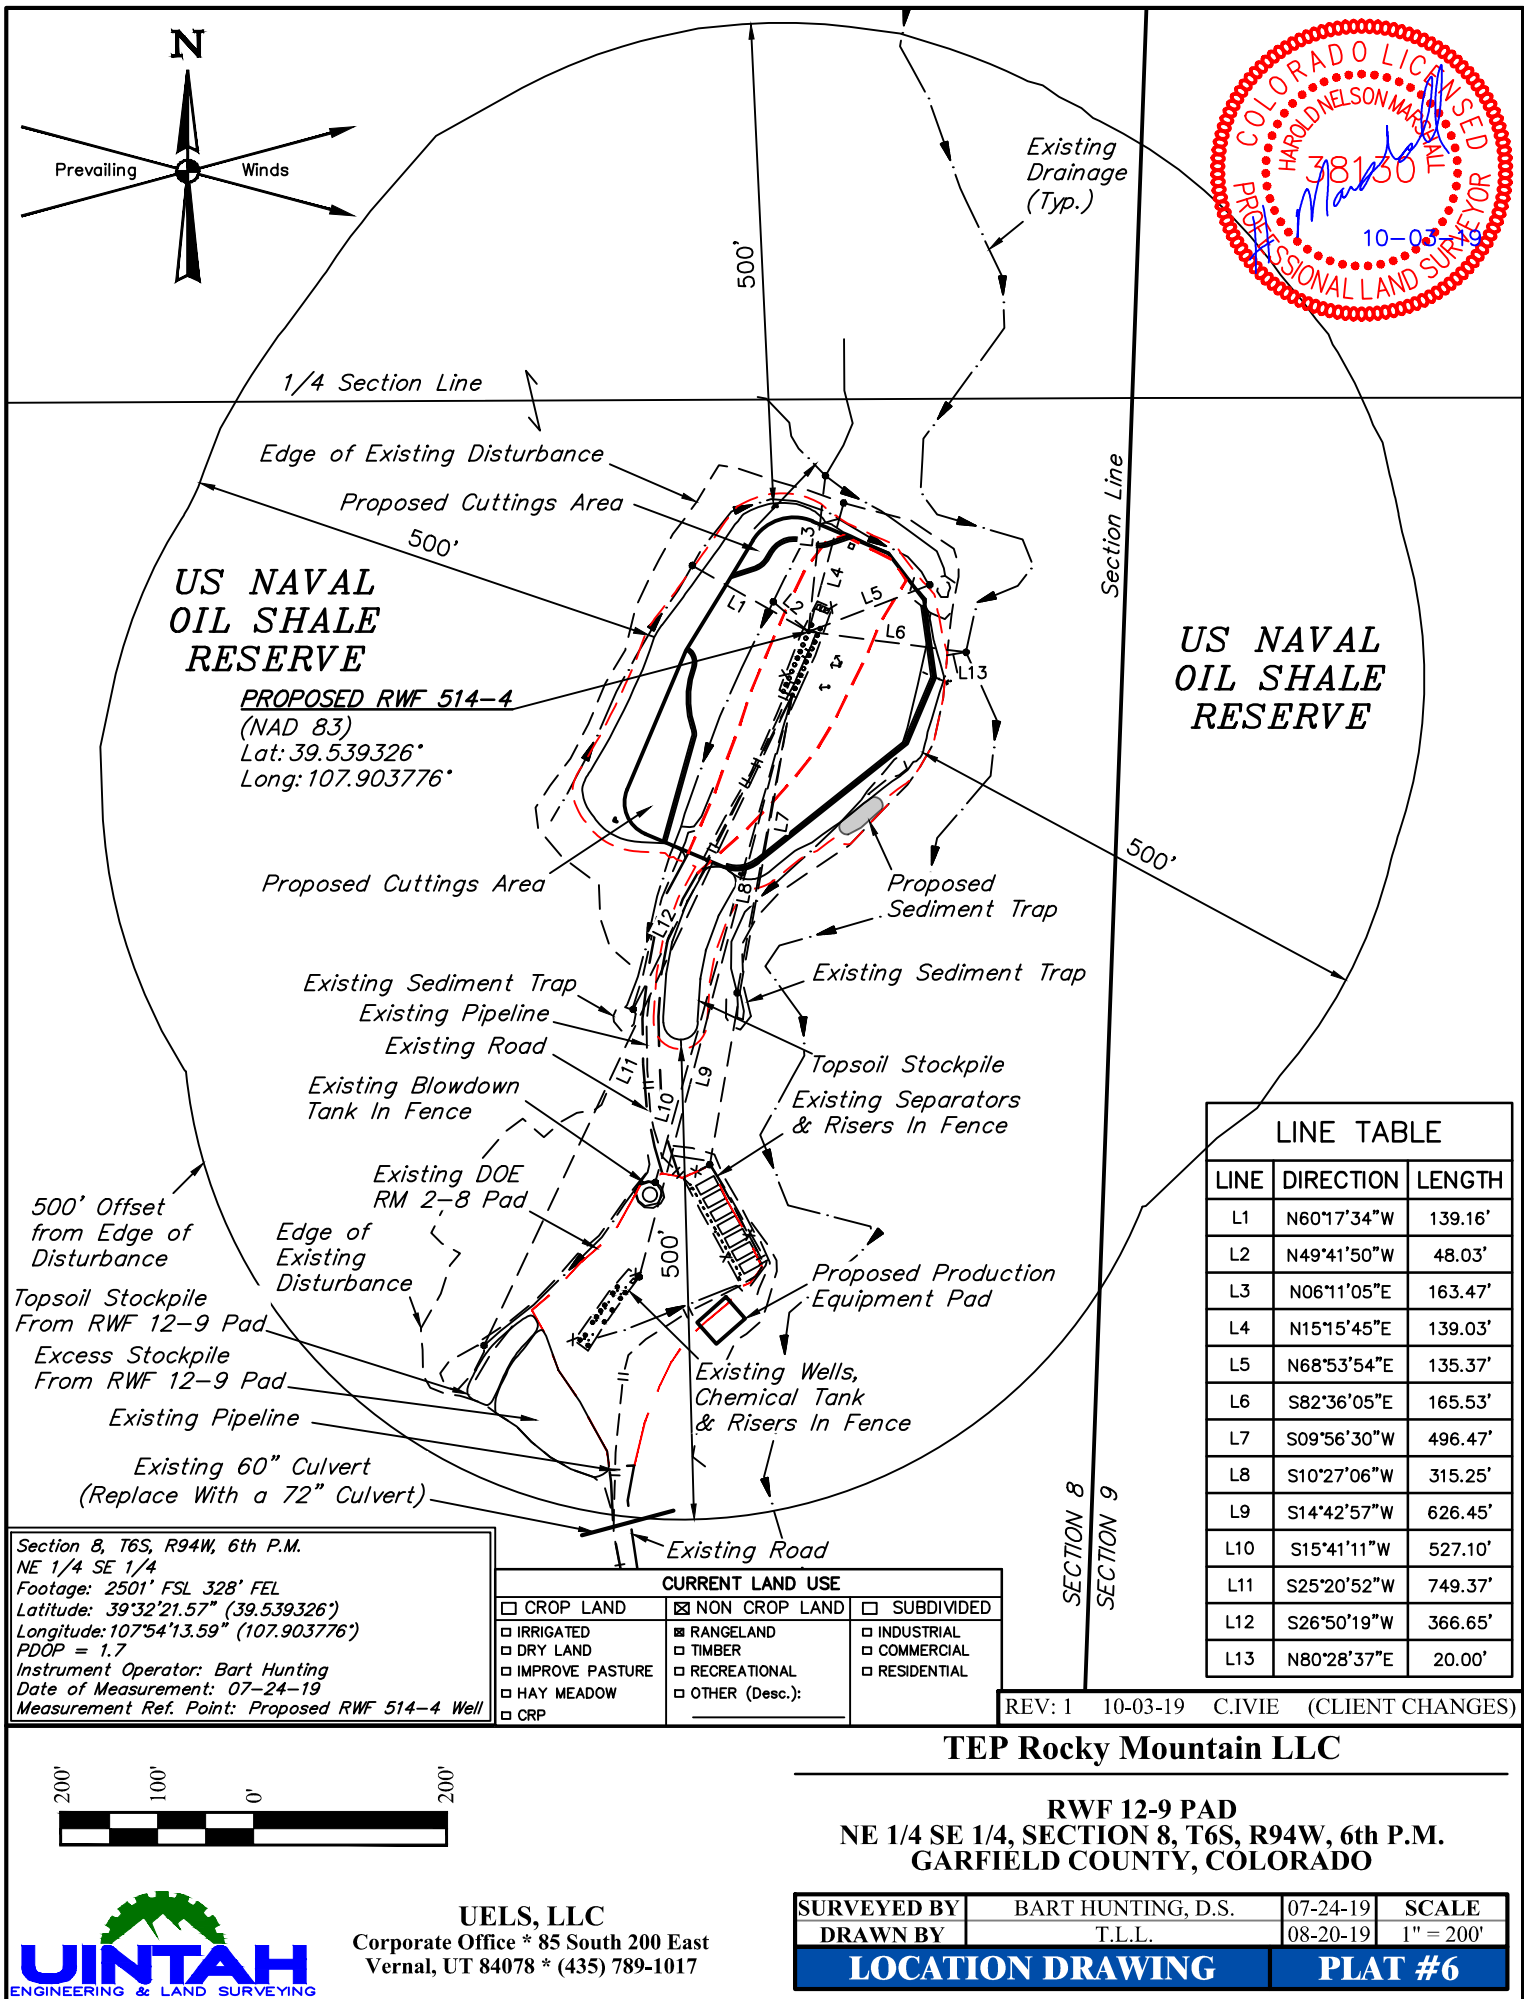 N
Prevailing Winds
COLORADO LICENSED
HAROLD NELSON MARSHALL
38130
10-03-19
PROFESSIONAL LAND SURVEYOR
Existing
Drainage
(Typ.)
500'
1/4 Section Line
Edge of Existing Disturbance
Proposed Cuttings Area
500'
Section Line
US NAVAL
OIL SHALE
RESERVE
US NAVAL
OIL SHALE
RESERVE
PROPOSED RWF 514-4
(NAD 83)
Lat: 39.539326°
Long: 107.903776°
L1
L2
L3
L4
L5
L6
L13
L7
L8
L12
500'
Proposed Cuttings Area
Proposed
Sediment Trap
Existing Sediment Trap
Existing Sediment Trap
Existing Pipeline
Existing Road
Topsoil Stockpile
L11
L10
L9
Existing Blowdown
Tank In Fence
Existing Separators
& Risers In Fence
Existing DOE
RM 2-8 Pad
500' Offset
from Edge of
Disturbance
Edge of
Existing
Disturbance
500'
Proposed Production
Equipment Pad
Topsoil Stockpile
From RWF 12-9 Pad
Excess Stockpile
From RWF 12-9 Pad
Existing Wells,
Chemical Tank
& Risers In Fence
Existing Pipeline
Existing 60" Culvert
(Replace With a 72" Culvert)
Existing Road
SECTION 8
SECTION 9
LINE TABLE
LINE DIRECTION LENGTH
L1 N60°17'34"W 139.16'
L2 N49°41'50"W 48.03'
L3 N06°11'05"E 163.47'
L4 N15°15'45"E 139.03'
L5 N68°53'54"E 135.37'
L6 S82°36'05"E 165.53'
L7 S09°56'30"W 496.47'
L8 S10°27'06"W 315.25'
L9 S14°42'57"W 626.45'
L10 S15°41'11"W 527.10'
L11 S25°20'52"W 749.37'
L12 S26°50'19"W 366.65'
L13 N80°28'37"E 20.00'
Section 8, T6S, R94W, 6th P.M.
NE 1/4 SE 1/4
Footage: 2501' FSL 328' FEL
Latitude: 39°32'21.57" (39.539326°)
Longitude: 107°54'13.59" (107.903776°)
PDOP = 1.7
Instrument Operator: Bart Hunting
Date of Measurement: 07-24-19
Measurement Ref. Point: Proposed RWF 514-4 Well
CURRENT LAND USE
☐ CROP LAND ☒ NON CROP LAND ☐ SUBDIVIDED
☐ IRRIGATED ☒ RANGELAND ☐ INDUSTRIAL
☐ DRY LAND ☐ TIMBER ☐ COMMERCIAL
☐ IMPROVE PASTURE ☐ RECREATIONAL ☐ RESIDENTIAL
☐ HAY MEADOW ☐ OTHER (Desc.):
☐ CRP
REV: 1 10-03-19 C.IVIE (CLIENT CHANGES)
200' 100' 0' 200'
TEP Rocky Mountain LLC
RWF 12-9 PAD
NE 1/4 SE 1/4, SECTION 8, T6S, R94W, 6th P.M.
GARFIELD COUNTY, COLORADO
UINTAH
ENGINEERING & LAND SURVEYING
UELS, LLC
Corporate Office * 85 South 200 East
Vernal, UT 84078 * (435) 789-1017
SURVEYED BY BART HUNTING, D.S. 07-24-19 SCALE
DRAWN BY T.L.L. 08-20-19 1" = 200'
LOCATION DRAWING PLAT #6